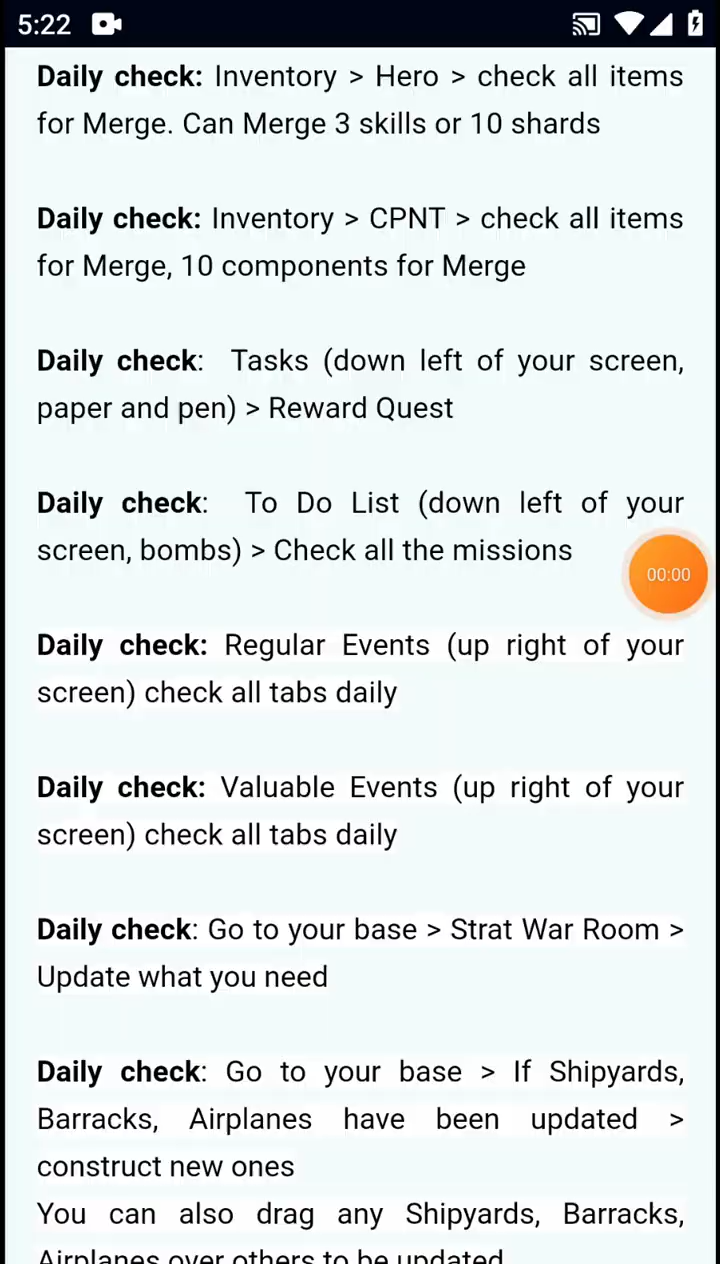 5:22
Daily check: Inventory > Hero > check all items
for Merge. Can Merge 3 skills or 10 shards
Daily check: Inventory > CPNT > check all items
for Merge, 10 components for Merge
Daily check: Tasks (down left of your screen,
paper and pen) > Reward Quest
Daily check: To Do List (down left of your
screen, bombs) > Check all the missions
00:00
Daily check: Regular Events (up right of your
screen) check all tabs daily
Daily check: Valuable Events (up right of your
screen) check all tabs daily
Daily check: Go to your base > Strat War Room >
Update what you need
Daily check: Go to your base > If Shipyards,
Barracks, Airplanes have been updated >
construct new ones
You can also drag any Shipyards, Barracks,
Airplanes over others to be updated